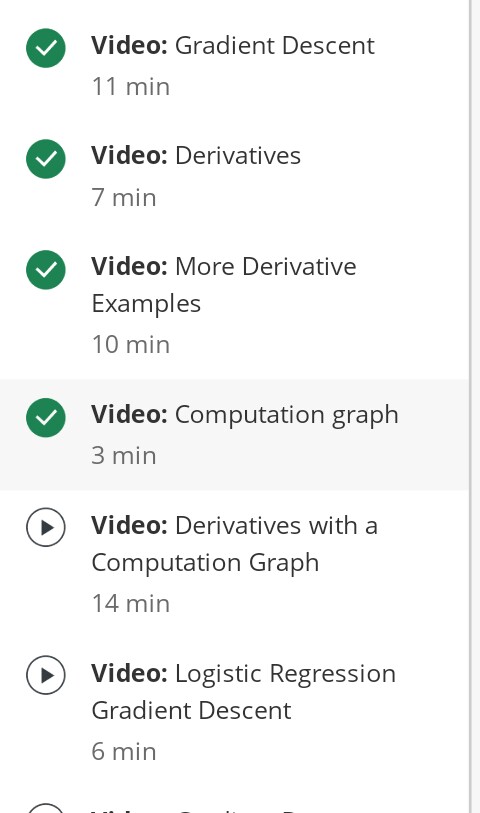 Video: Gradient Descent
11 min
Video: Derivatives
7 min
Video: More Derivative
Examples
10 min
Video: Computation graph
3 min
Video: Derivatives with a
Computation Graph
14 min
Video: Logistic Regression
Gradient Descent
6 min